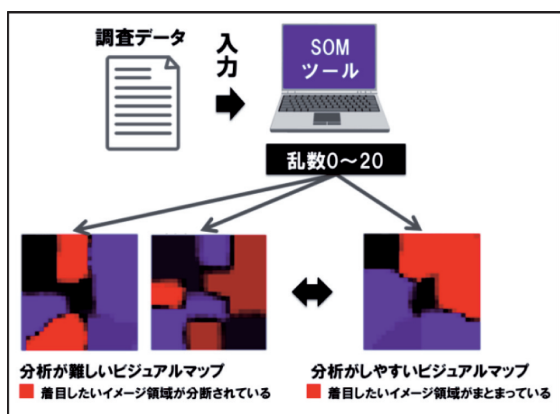 調査データ
入力
SOM
ツール
乱数0～20
分析が難しいビジュアルマップ
着目したいイメージ領域が分断されている
分析がしやすいビジュアルマップ
着目したいイメージ領域がまとまっている